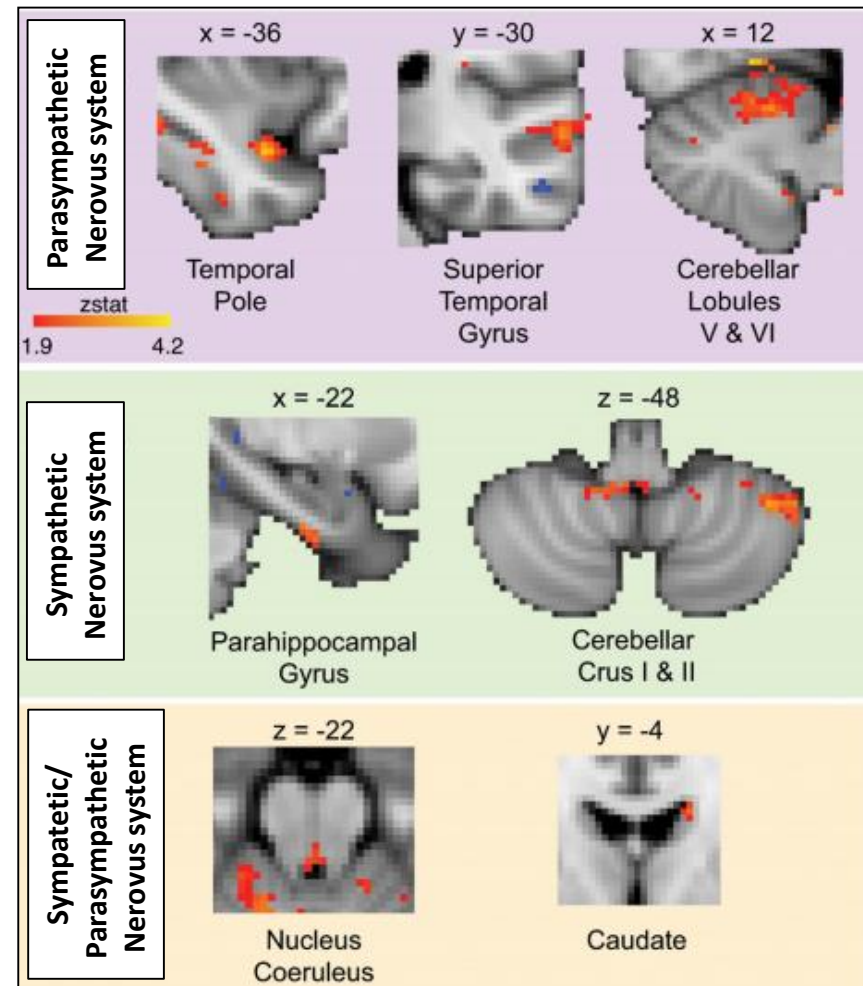 Parasympathetic
Nerovus system
x = -36
y = -30
x = 12
Temporal
Pole
Superior
Temporal
Gyrus
Cerebellar
Lobules
V & VI
zstat
1.9
4.2
Sympathetic
Nerovus system
x = -22
z = -48
Parahippocampal
Gyrus
Cerebellar
Crus I & II
Sympatetic/
Parasympathetic
Nerovus system
z = -22
y = -4
Nucleus
Coeruleus
Caudate